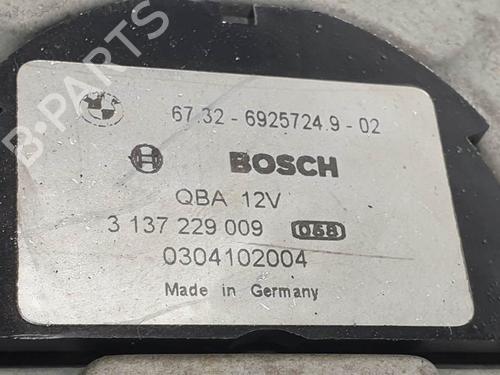 67.32 - 6925724.9 - 02
BOSCH
QBA 12V
3 137 229 009 058
0304102004
Made in Germany
B-PARTS